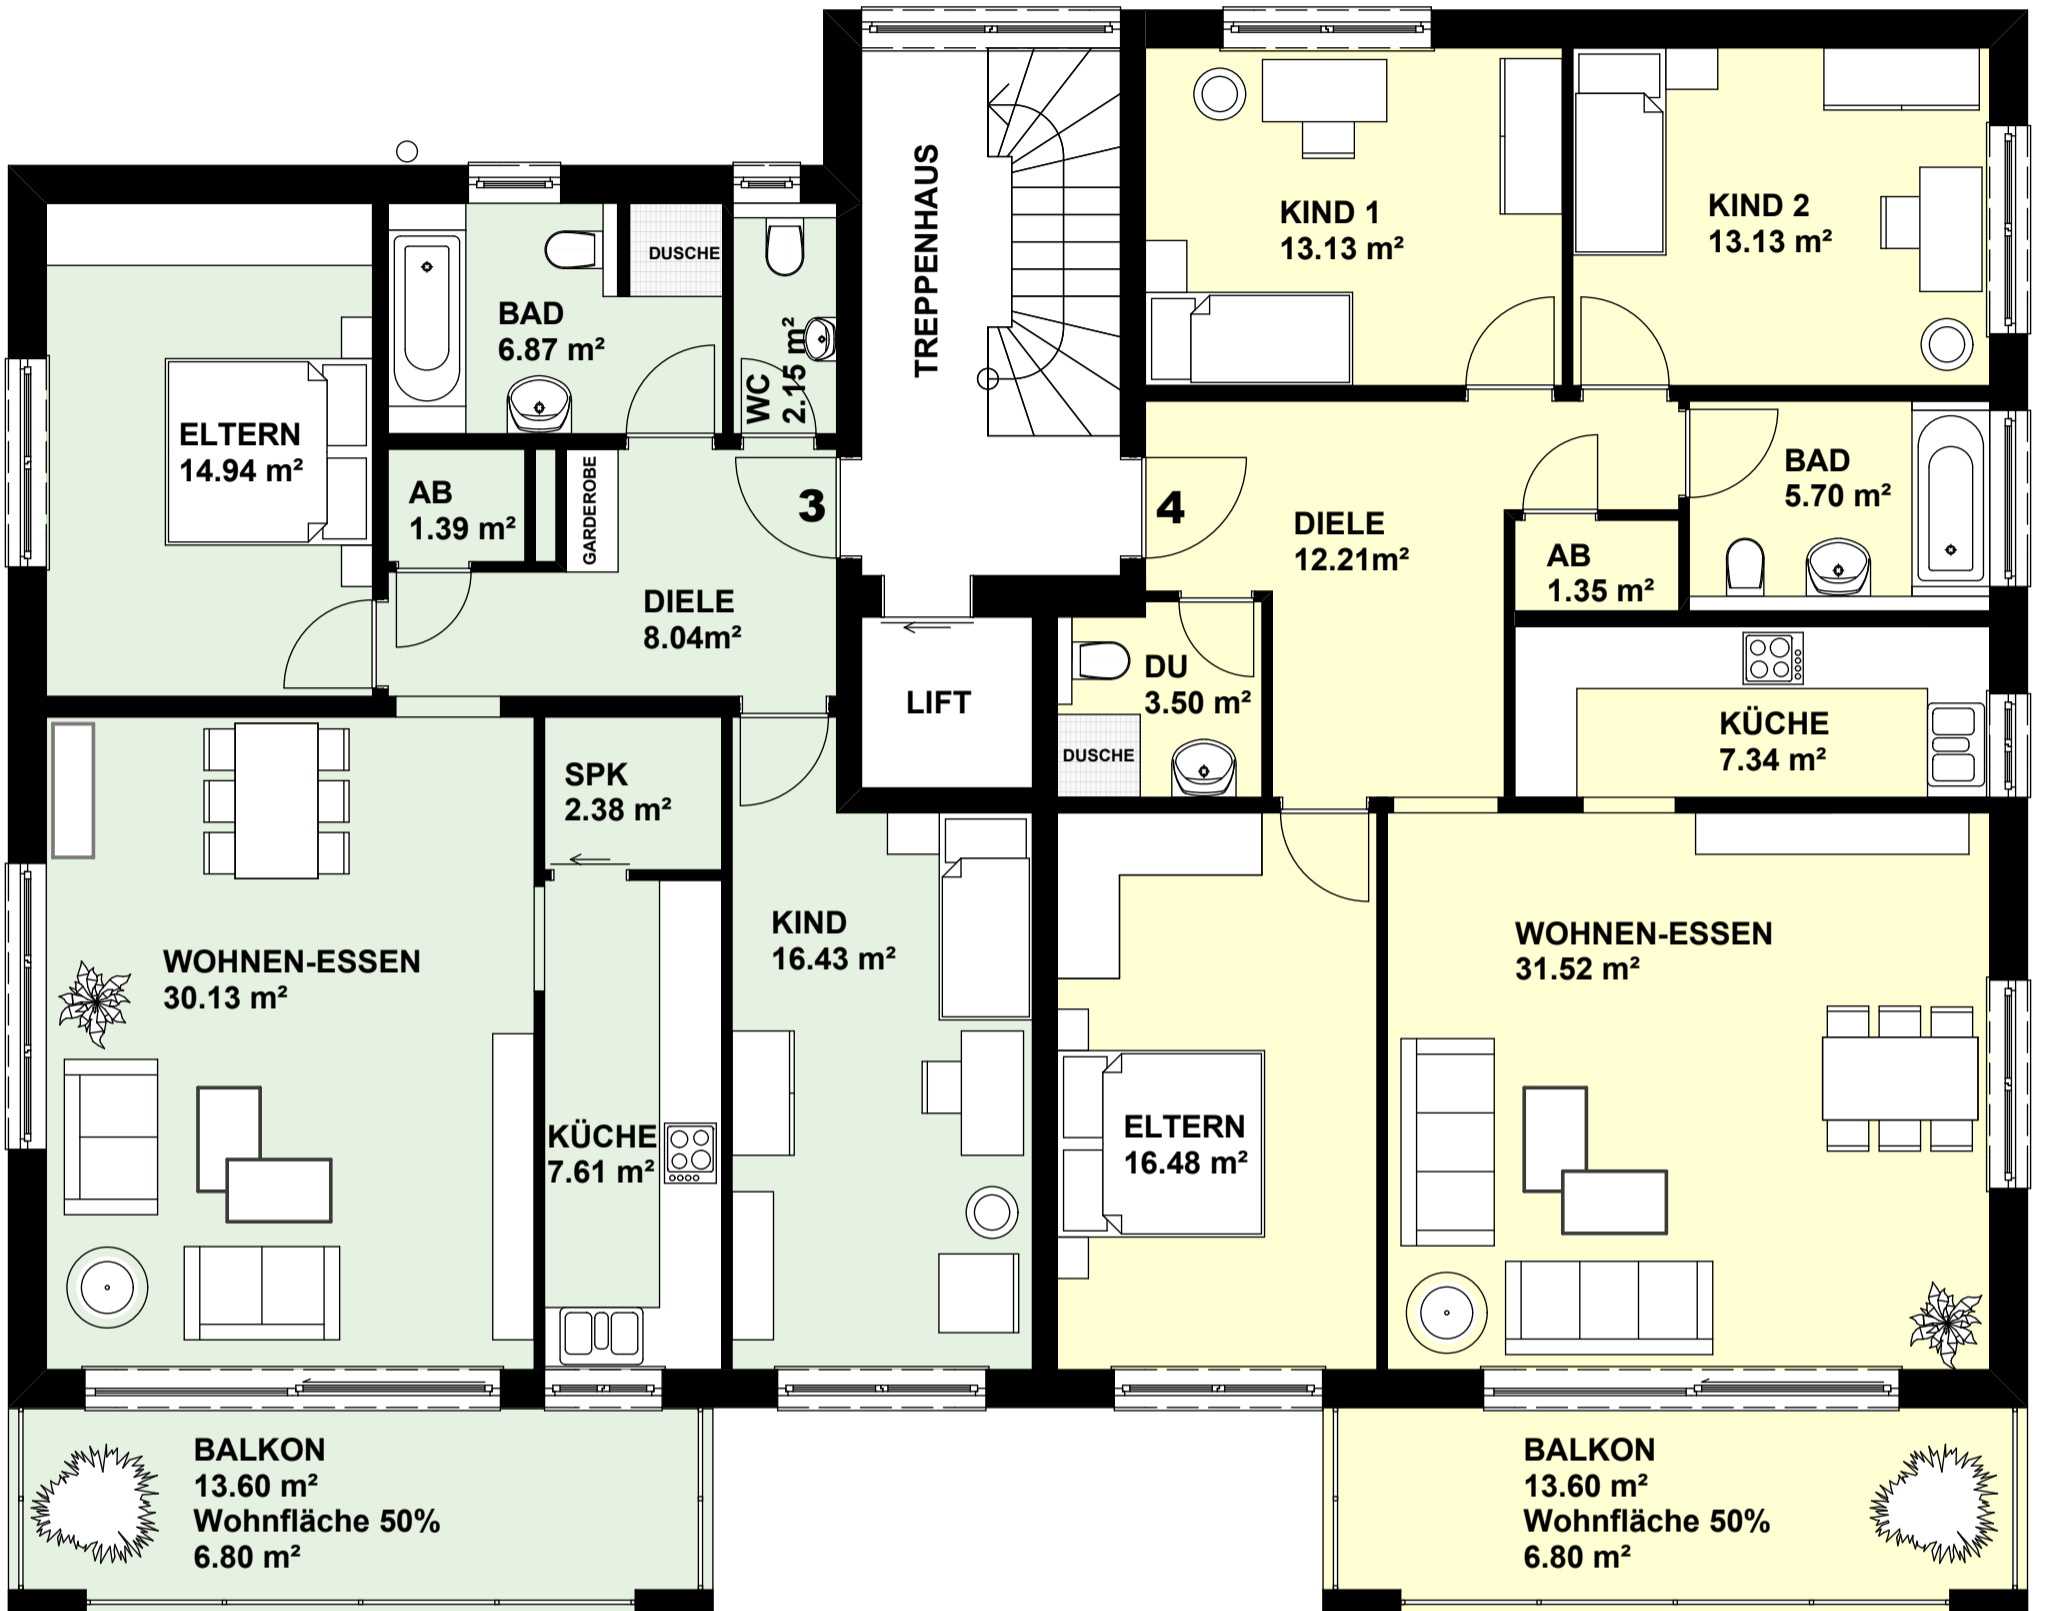 TREPPENHAUS
KIND 1
13.13 m²
KIND 2
13.13 m²
DUSCHE
BAD
6.87 m²
WC
2.15 m²
ELTERN
14.94 m²
AB
1.39 m²
GARDEROBE
3
4
DIELE
8.04m²
DIELE
12.21m²
BAD
5.70 m²
AB
1.35 m²
LIFT
DU
3.50 m²
DUSCHE
KÜCHE
7.34 m²
SPK
2.38 m²
WOHNEN-ESSEN
30.13 m²
KIND
16.43 m²
WOHNEN-ESSEN
31.52 m²
KÜCHE
7.61 m²
ELTERN
16.48 m²
BALKON
13.60 m²
Wohnfläche 50%
6.80 m²
BALKON
13.60 m²
Wohnfläche 50%
6.80 m²